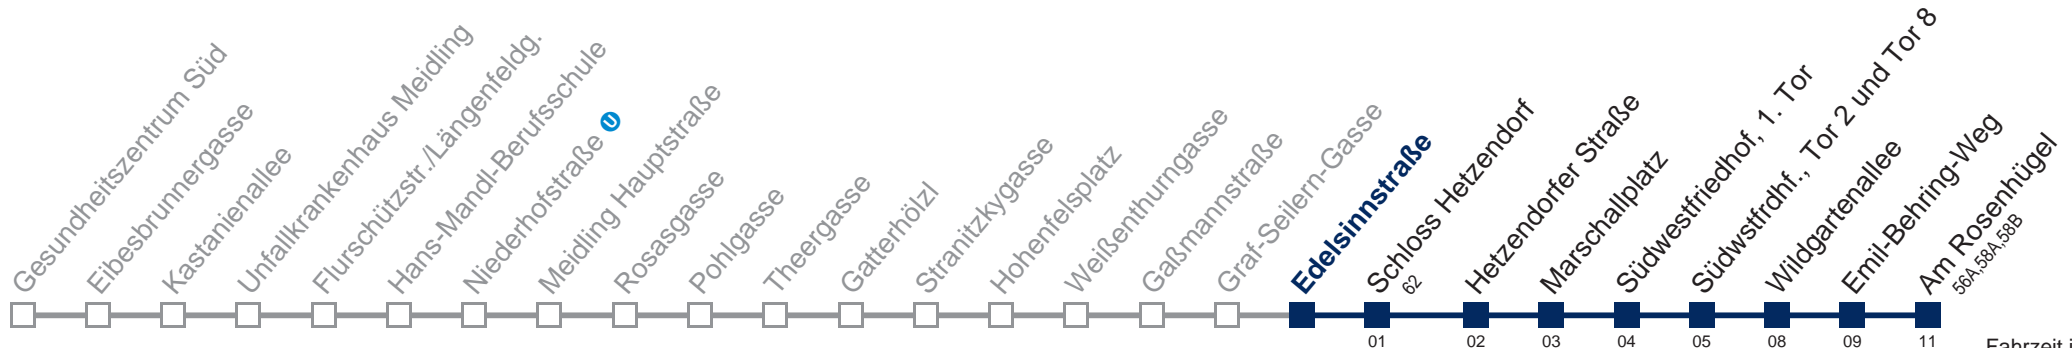 Gesundheitszentrum Süd
Eibesbrunnergasse
Kastanienallee
Unfallkrankenhaus Meidling
Flurschützstr./Längenfeldg.
Hans-Mandl-Berufsschule
Niederhofstraße U
Meidling Hauptstraße
Rosasgasse
Pohlgasse
Theergasse
Gatterhölzl
Stranitzkygasse
Hohenfelsplatz
Weißenthurngasse
Gaßmannstraße
Graf-Seilern-Gasse
Edelsinnstraße
Schloss Hetzendorf
62
Hetzendorfer Straße
Marschallplatz
Südwestfriedhof, 1. Tor
Südwstfrdhf., Tor 2 und Tor 8
Wildgartenallee
Emil-Behring-Weg
Am Rosenhügel
56A,58A,58B
01 02 03 04 05 08 09 11
Fahrzeit